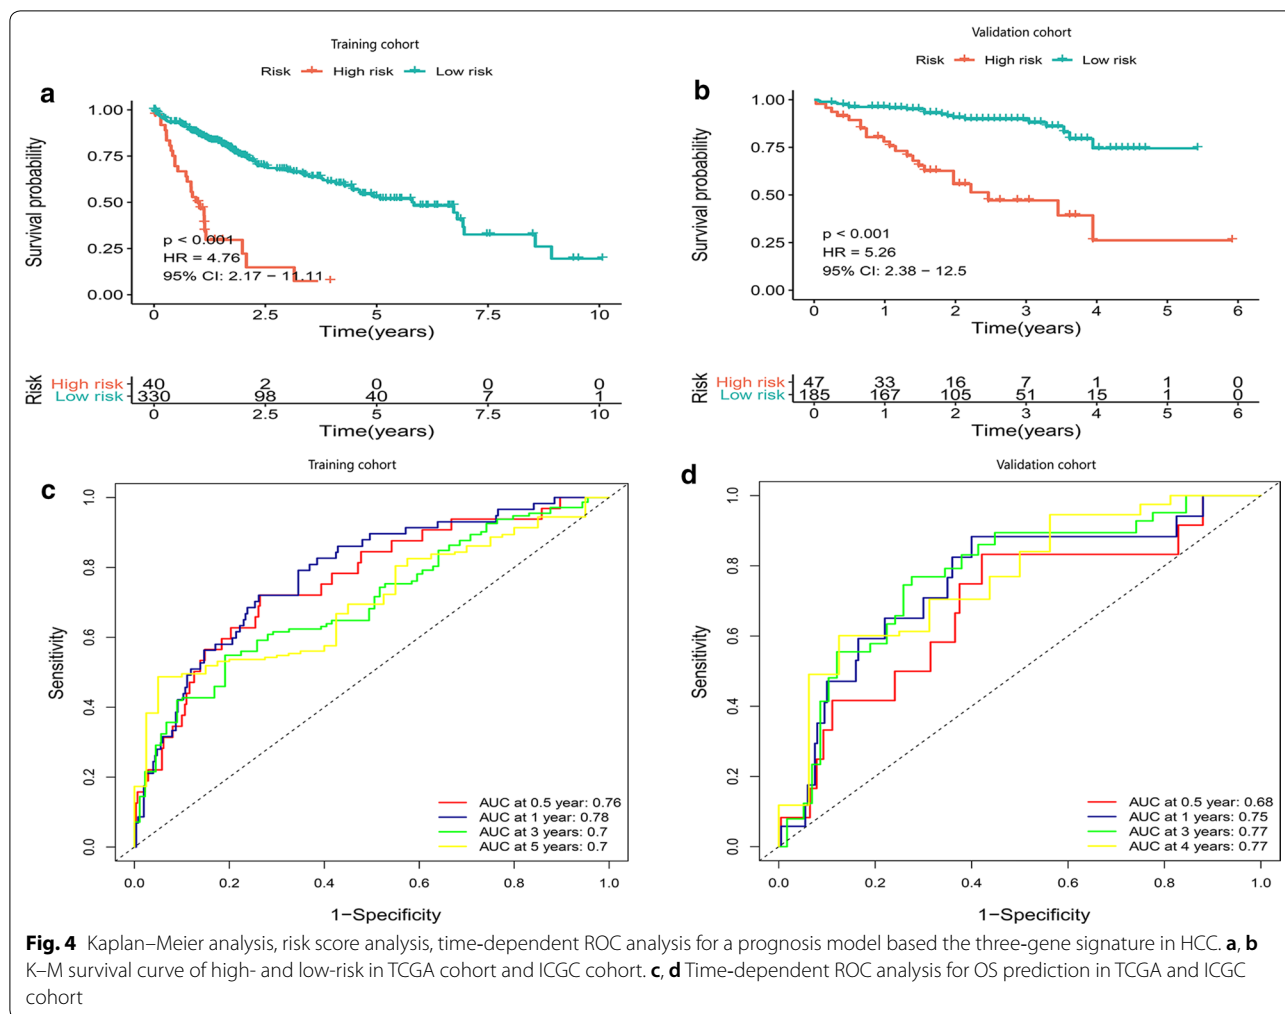 Training cohort
Risk High risk Low risk
a
Survival probability
1.00
0.75
0.50
0.25
0.00
p < 0.001
HR = 4.76
95% CI: 2.17 − 11.11
0 2.5 5 7.5 10
Time(years)
Risk
High risk 40 2 0 0 0
Low risk 330 98 40 7 1
0 2.5 5 7.5 10
Time(years)
Validation cohort
Risk High risk Low risk
b
Survival probability
1.00
0.75
0.50
0.25
0.00
p < 0.001
HR = 5.26
95% CI: 2.38 − 12.5
0 1 2 3 4 5 6
Time(years)
Risk
High risk 47 33 16 7 1 1 0
Low risk 185 167 105 51 15 1 0
0 1 2 3 4 5 6
Time(years)
Training cohort
c
Sensitivity
1.0
0.8
0.6
0.4
0.2
0.0
AUC at 0.5 year: 0.76
AUC at 1 year: 0.78
AUC at 3 years: 0.7
AUC at 5 years: 0.7
0.0 0.2 0.4 0.6 0.8 1.0
1−Specificity
Validation cohort
d
Sensitivity
1.0
0.8
0.6
0.4
0.2
0.0
AUC at 0.5 year: 0.68
AUC at 1 years: 0.75
AUC at 3 years: 0.77
AUC at 4 years: 0.77
0.0 0.2 0.4 0.6 0.8 1.0
1−Specificity
Fig. 4 Kaplan–Meier analysis, risk score analysis, time-dependent ROC analysis for a prognosis model based the three-gene signature in HCC. a, b
K–M survival curve of high- and low-risk in TCGA cohort and ICGC cohort. c, d Time-dependent ROC analysis for OS prediction in TCGA and ICGC
cohort